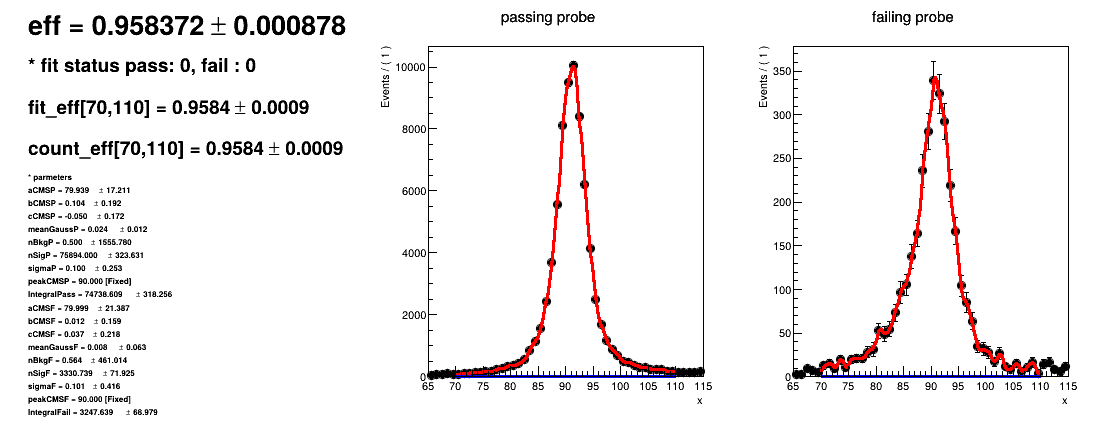 eff = 0.958372 ± 0.000878
* fit status pass: 0, fail : 0
fit_eff[70,110] = 0.9584 ± 0.0009
count_eff[70,110] = 0.9584 ± 0.0009
* parmeters
aCMSP = 79.939 ± 17.211
bCMSP = 0.104 ± 0.192
cCMSP = -0.050 ± 0.172
meanGaussP = 0.024 ± 0.012
nBkgP = 0.500 ± 1555.780
nSigP = 75894.000 ± 323.631
sigmaP = 0.100 ± 0.253
peakCMSP = 90.000 [Fixed]
IntegralPass = 74738.609 ± 318.256
aCMSF = 79.999 ± 21.387
bCMSF = 0.012 ± 0.159
cCMSF = 0.037 ± 0.218
meanGaussF = 0.008 ± 0.063
nBkgF = 0.564 ± 461.014
nSigF = 3330.739 ± 71.925
sigmaF = 0.101 ± 0.416
peakCMSF = 90.000 [Fixed]
IntegralFail = 3247.639 ± 68.979
passing probe
Events / ( 1 )
10000
8000
6000
4000
2000
0
65 70 75 80 85 90 95 100 105 110 115
x
failing probe
Events / ( 1 )
350
300
250
200
150
100
50
0
65 70 75 80 85 90 95 100 105 110 115
x